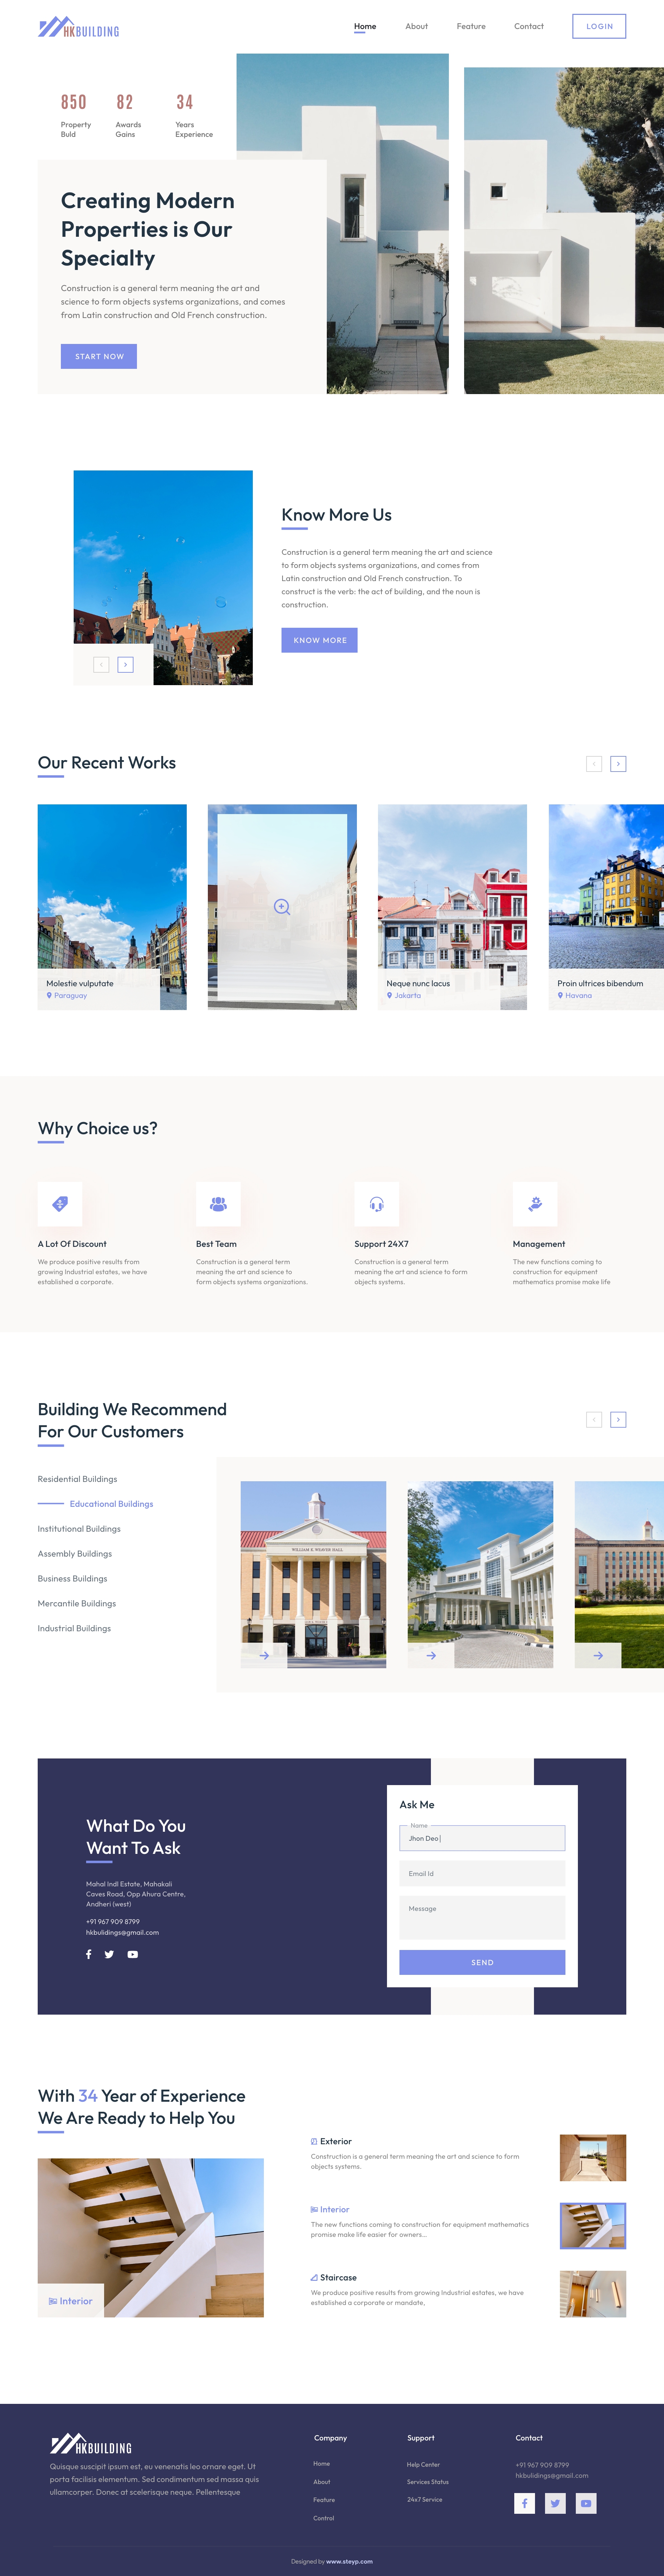 HKBUILDING
Home About Feature Contact LOGIN
850 82 34
Property Awards Years
Buld Gains Experience
Creating Modern
Properties is Our
Specialty
Construction is a general term meaning the art and
science to form objects systems organizations, and comes
from Latin construction and Old French construction.
START NOW
Know More Us
Construction is a general term meaning the art and science
to form objects systems organizations, and comes from
Latin construction and Old French construction. To
construct is the verb: the act of building, and the noun is
construction.
KNOW MORE
Our Recent Works
Molestie vulputate
Paraguay
Neque nunc lacus
Jakarta
Proin ultrices bibendum
Havana
Why Choice us?
A Lot Of Discount
We produce positive results from
growing Industrial estates, we have
established a corporate.
Best Team
Construction is a general term
meaning the art and science to
form objects systems organizations.
Support 24X7
Construction is a general term
meaning the art and science to form
objects systems.
Management
The new functions coming to
construction for equipment
mathematics promise make life
Building We Recommend
For Our Customers
Residential Buildings
Educational Buildings
Institutional Buildings
Assembly Buildings
Business Buildings
Mercantile Buildings
Industrial Buildings
WILLIAM E. WEAVER HALL
What Do You
Want To Ask
Mahal Indl Estate, Mahakali
Caves Road, Opp Ahura Centre,
Andheri (west)
+91 967 909 8799
hkbulidings@gmail.com
Ask Me
Name
Jhon Deo
Email Id
Message
SEND
With 34 Year of Experience
We Are Ready to Help You
Interior
Exterior
Construction is a general term meaning the art and science to form
objects systems.
Interior
The new functions coming to construction for equipment mathematics
promise make life easier for owners...
Staircase
We produce positive results from growing Industrial estates, we have
established a corporate or mandate.
HKBUILDING
Quisque suscipit ipsum est, eu venenatis leo ornare eget. Ut
porta facilisis elementum. Sed condimentum sed massa quis
ullamcorper. Donec at scelerisque neque. Pellentesque
Company
Home
About
Feature
Control
Support
Help Center
Services Status
24x7 Service
Contact
+91 967 909 8799
hkbulidings@gmail.com
Designed by www.steyp.com